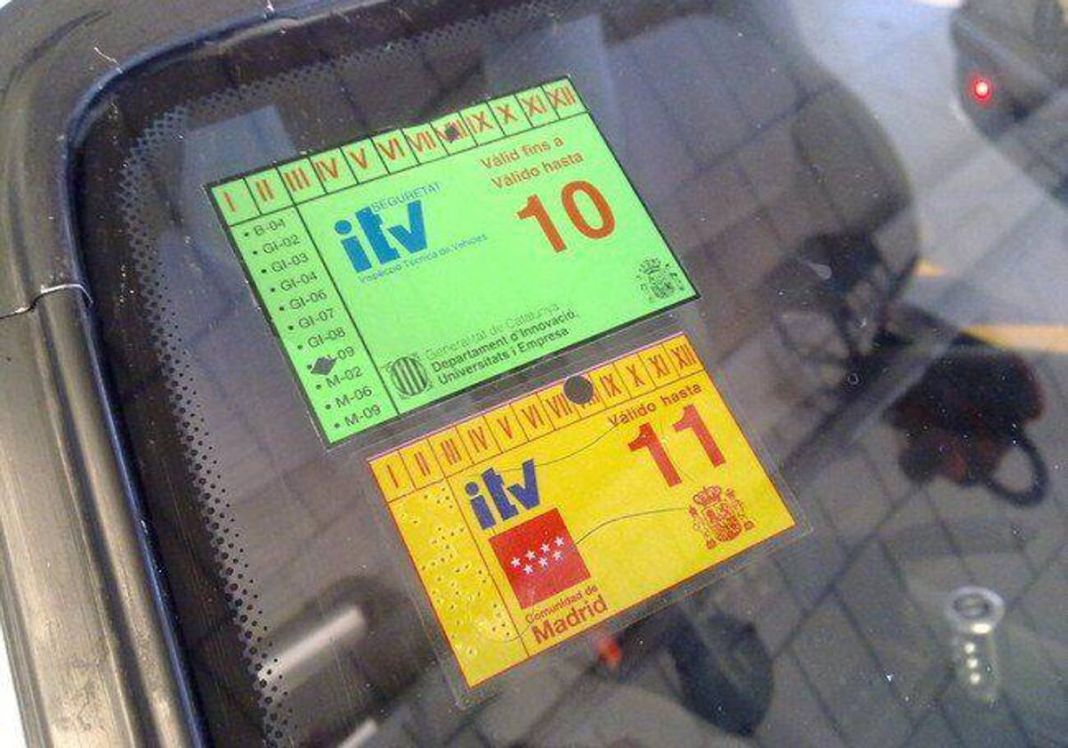 I II III IV V VI VII VIII IX X XI XII
Vàlid fins a
Válido hasta
10
SEGURETAT
itv
Inspecció Tècnica de Vehicles
• B-04
• GI-02
• GI-03
• GI-04
• GI-06
• GI-07
• GI-08
-09
• M-02
• M-06
• M-09
Generalitat de Catalunya
Departament d'Innovació,
Universitats i Empresa
I II III IV V VI VII IX X XI XII
Válido hasta
11
itv
Comunidad de
Madrid